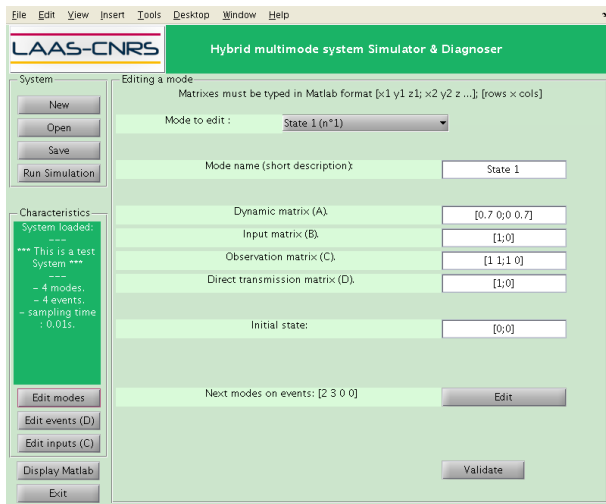 File Edit View Insert Tools Desktop Window Help
LAAS-CNRS
Hybrid multimode system Simulator & Diagnoser
System
New
Open
Save
Run Simulation
Characteristics
System loaded:
---
*** This is a test
System ***
---
- 4 modes.
- 4 events.
- sampling time
: 0.01s.
Edit modes
Edit events (D)
Edit inputs (C)
Display Matlab
Exit
Editing a mode
Matrixes must be typed in Matlab format [x1 y1 z1; x2 y2 z ...]; [rows x cols]
Mode to edit : State 1 (n°1)
Mode name (short description): State 1
Dynamic matrix (A). [0.7 0;0 0.7]
Input matrix (B). [1;0]
Observation matrix (C). [1 1;1 0]
Direct transmission matrix (D). [1;0]
Initial state: [0;0]
Next modes on events: [2 3 0 0] Edit
Validate